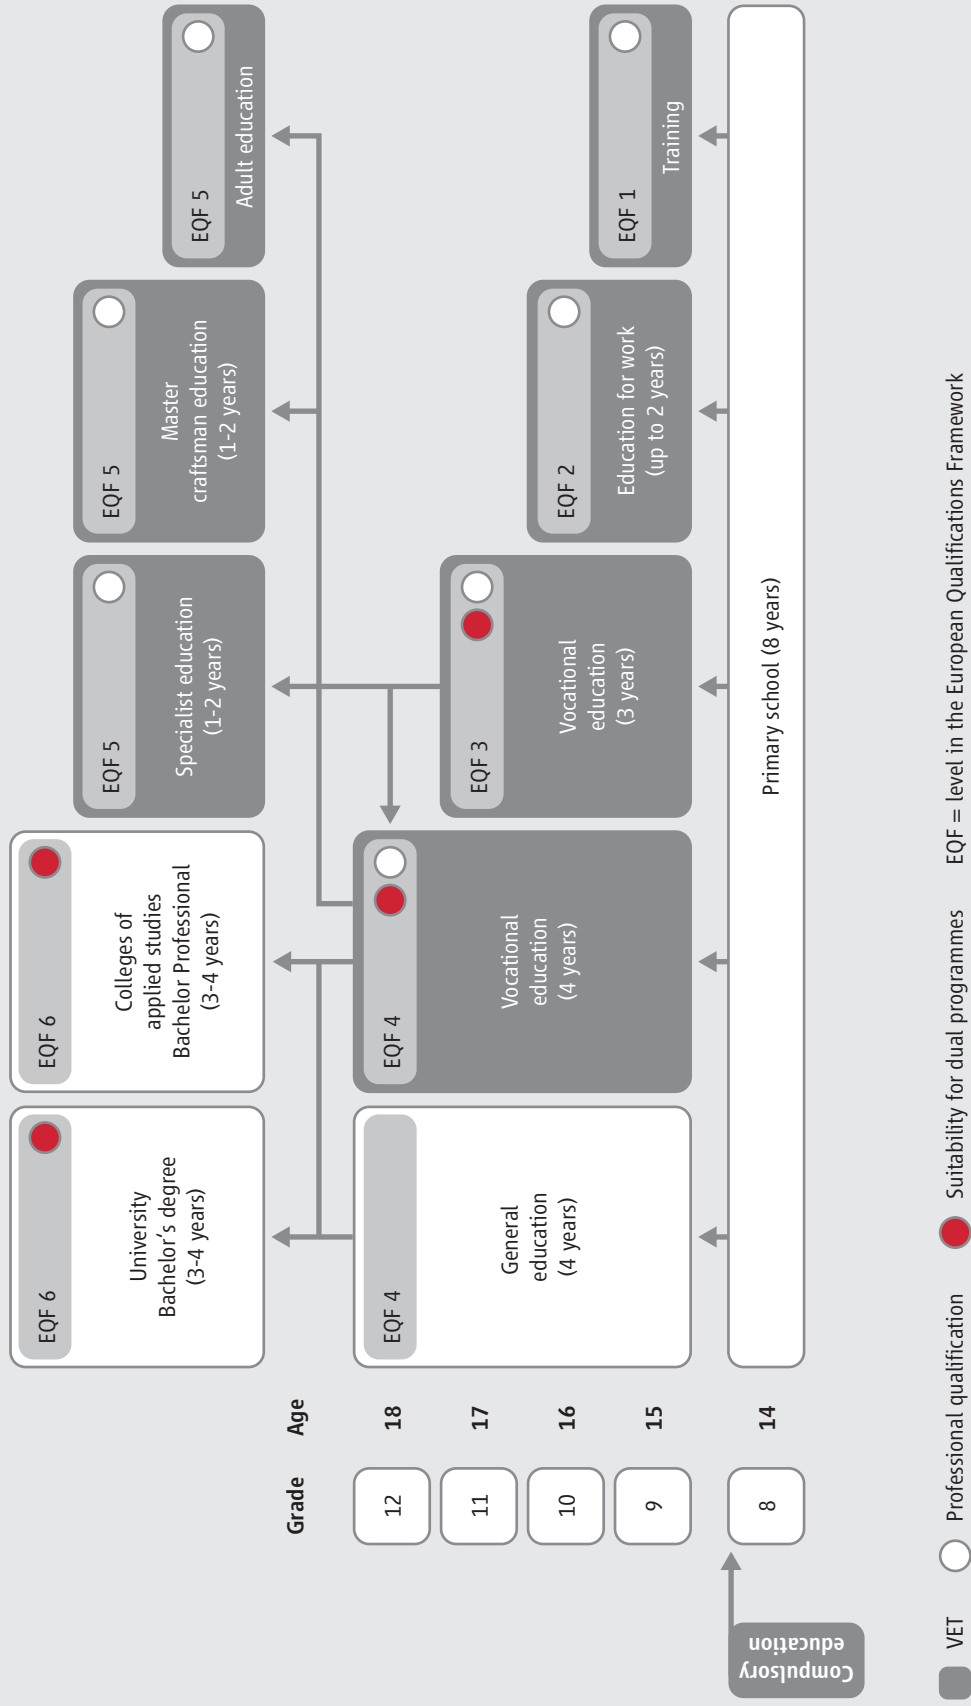 EQF 6
University
Bachelor's degree
(3-4 years)
EQF 6
Colleges of
applied studies
Bachelor Professional
(3-4 years)
EQF 5
Specialist education
(1-2 years)
EQF 5
Master
craftsman education
(1-2 years)
EQF 5
Adult education
Grade
Age
12
18
11
17
10
16
9
15
8
14
EQF 4
General
education
(4 years)
EQF 4
Vocational
education
(4 years)
EQF 3
Vocational
education
(3 years)
EQF 2
Education for work
(up to 2 years)
EQF 1
Training
Primary school (8 years)
Compulsory
education
VET
Professional qualification
Suitability for dual programmes
EQF = level in the European Qualifications Framework